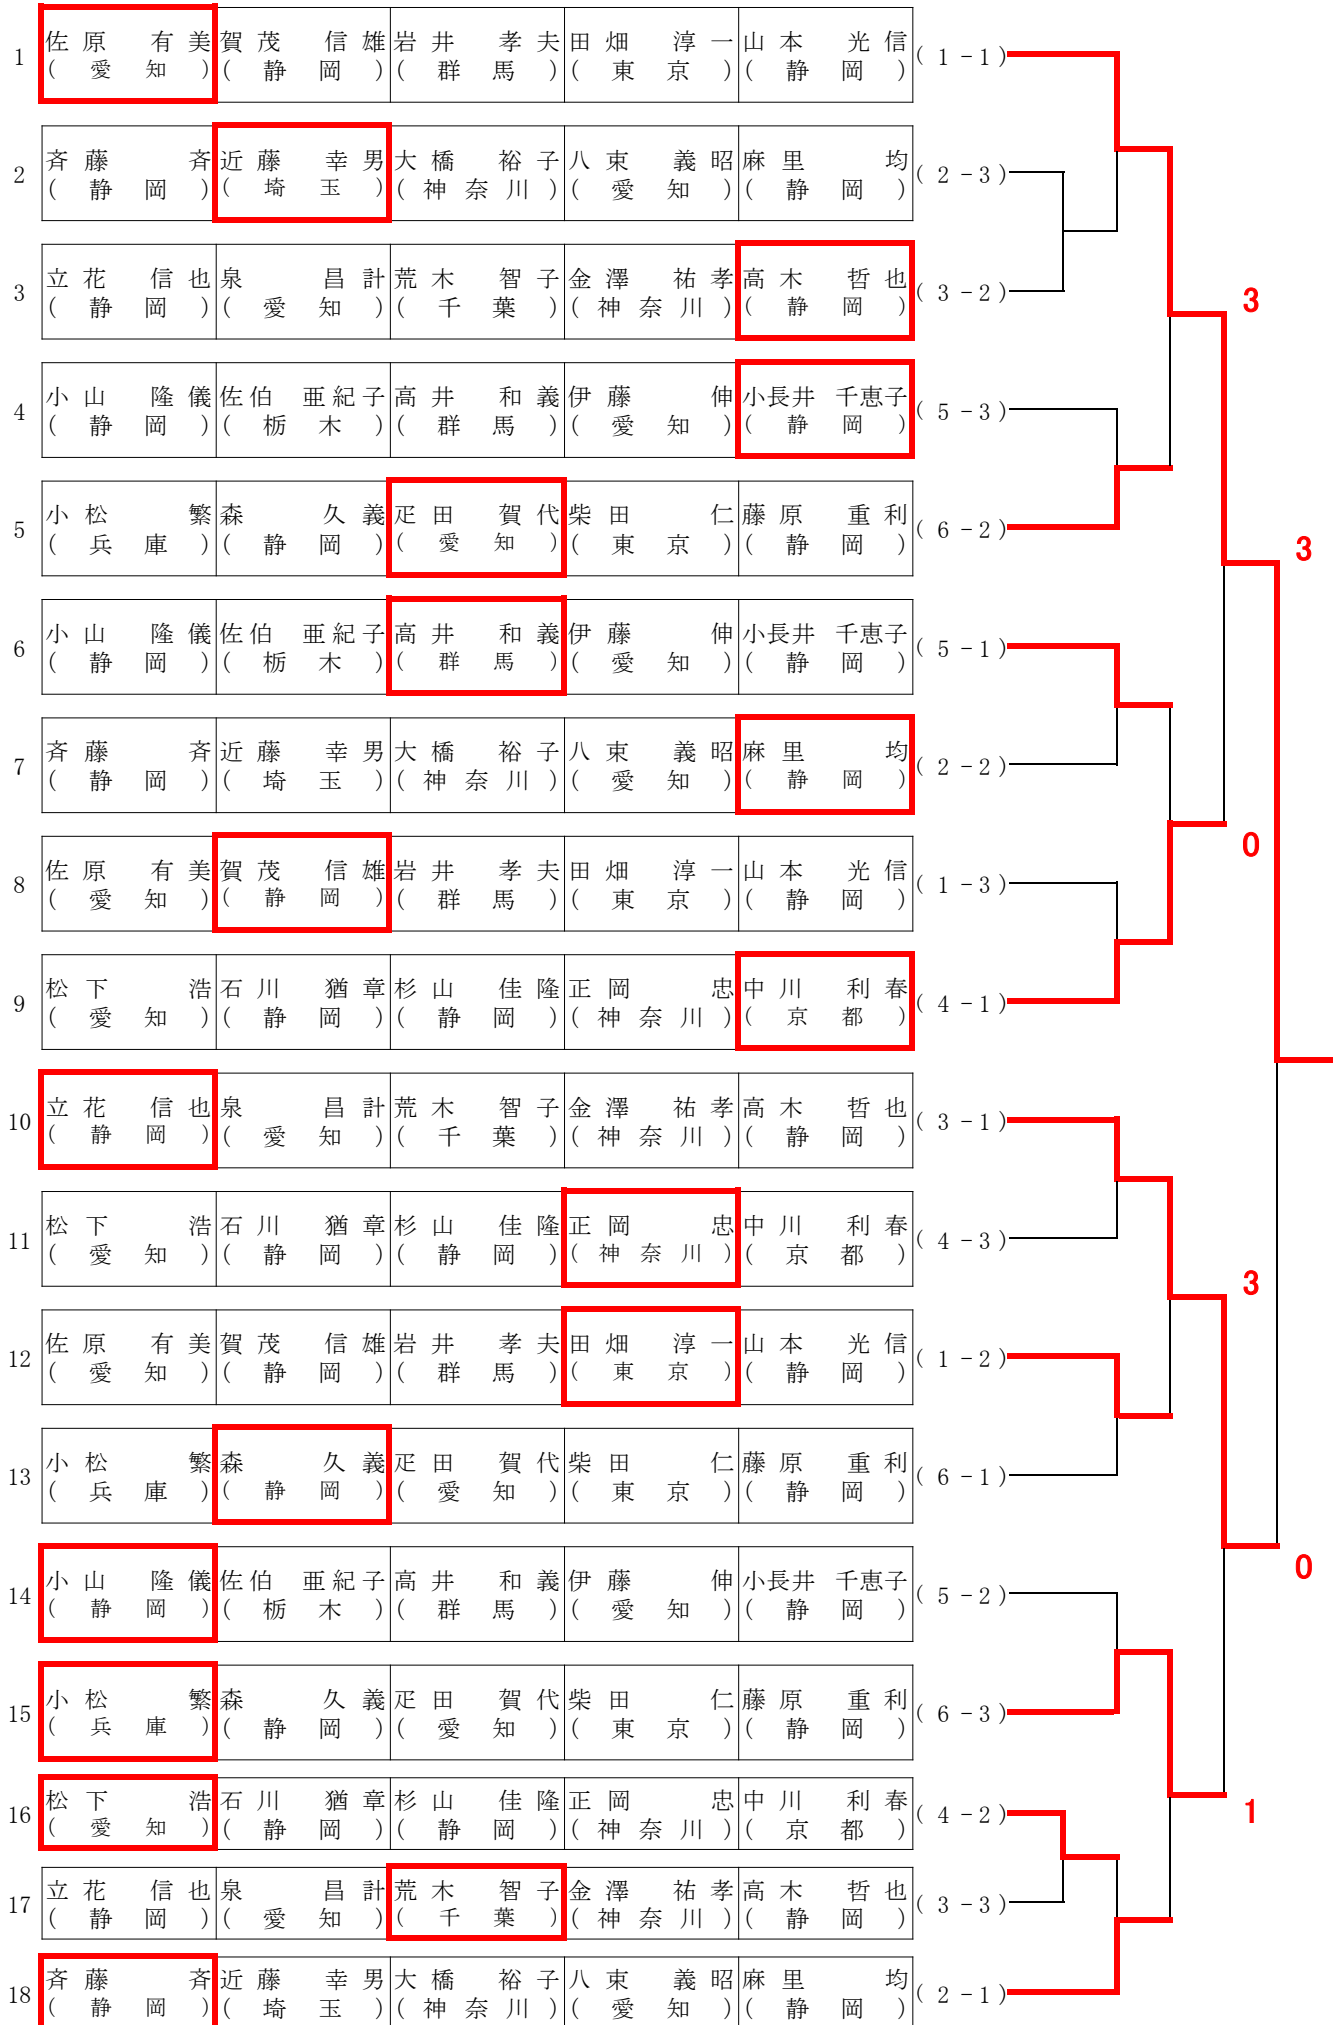 佐原 有美 賀茂 信雄 岩井 孝夫 田畑 淳一 山本 光信
1 (愛知) (静岡) (群馬) (東京) (静岡) (1-1)
斉藤 斉 近藤 幸男 大橋 裕子 八束 義昭 麻里 均
2 (静岡) (埼玉) (神奈川) (愛知) (静岡) (2-3)
立花 信也 泉 昌計 荒木 智子 金澤 祐孝 高木 哲也
3 (静岡) (愛知) (千葉) (神奈川) (静岡) (3-2)
3
小山 隆儀 佐伯 亜紀子 高井 和義 伊藤 伸 小長井 千恵子
4 (静岡) (栃木) (群馬) (愛知) (静岡) (5-3)
小松 繁 森 久義 疋田 賀代 柴田 仁 藤原 重利
5 (兵庫) (静岡) (愛知) (東京) (静岡) (6-2)
3
小山 隆儀 佐伯 亜紀子 高井 和義 伊藤 伸 小長井 千恵子
6 (静岡) (栃木) (群馬) (愛知) (静岡) (5-1)
斉藤 斉 近藤 幸男 大橋 裕子 八束 義昭 麻里 均
7 (静岡) (埼玉) (神奈川) (愛知) (静岡) (2-2)
0
佐原 有美 賀茂 信雄 岩井 孝夫 田畑 淳一 山本 光信
8 (愛知) (静岡) (群馬) (東京) (静岡) (1-3)
松下 浩 石川 猶章 杉山 佳隆 正岡 忠 中川 利春
9 (愛知) (静岡) (静岡) (神奈川) (京都) (4-1)
立花 信也 泉 昌計 荒木 智子 金澤 祐孝 高木 哲也
10 (静岡) (愛知) (千葉) (神奈川) (静岡) (3-1)
松下 浩 石川 猶章 杉山 佳隆 正岡 忠 中川 利春
11 (愛知) (静岡) (静岡) (神奈川) (京都) (4-3)
3
佐原 有美 賀茂 信雄 岩井 孝夫 田畑 淳一 山本 光信
12 (愛知) (静岡) (群馬) (東京) (静岡) (1-2)
小松 繁 森 久義 疋田 賀代 柴田 仁 藤原 重利
13 (兵庫) (静岡) (愛知) (東京) (静岡) (6-1)
0
小山 隆儀 佐伯 亜紀子 高井 和義 伊藤 伸 小長井 千恵子
14 (静岡) (栃木) (群馬) (愛知) (静岡) (5-2)
小松 繁 森 久義 疋田 賀代 柴田 仁 藤原 重利
15 (兵庫) (静岡) (愛知) (東京) (静岡) (6-3)
松下 浩 石川 猶章 杉山 佳隆 正岡 忠 中川 利春
16 (愛知) (静岡) (静岡) (神奈川) (京都) (4-2)
1
立花 信也 泉 昌計 荒木 智子 金澤 祐孝 高木 哲也
17 (静岡) (愛知) (千葉) (神奈川) (静岡) (3-3)
斉藤 斉 近藤 幸男 大橋 裕子 八束 義昭 麻里 均
18 (静岡) (埼玉) (神奈川) (愛知) (静岡) (2-1)